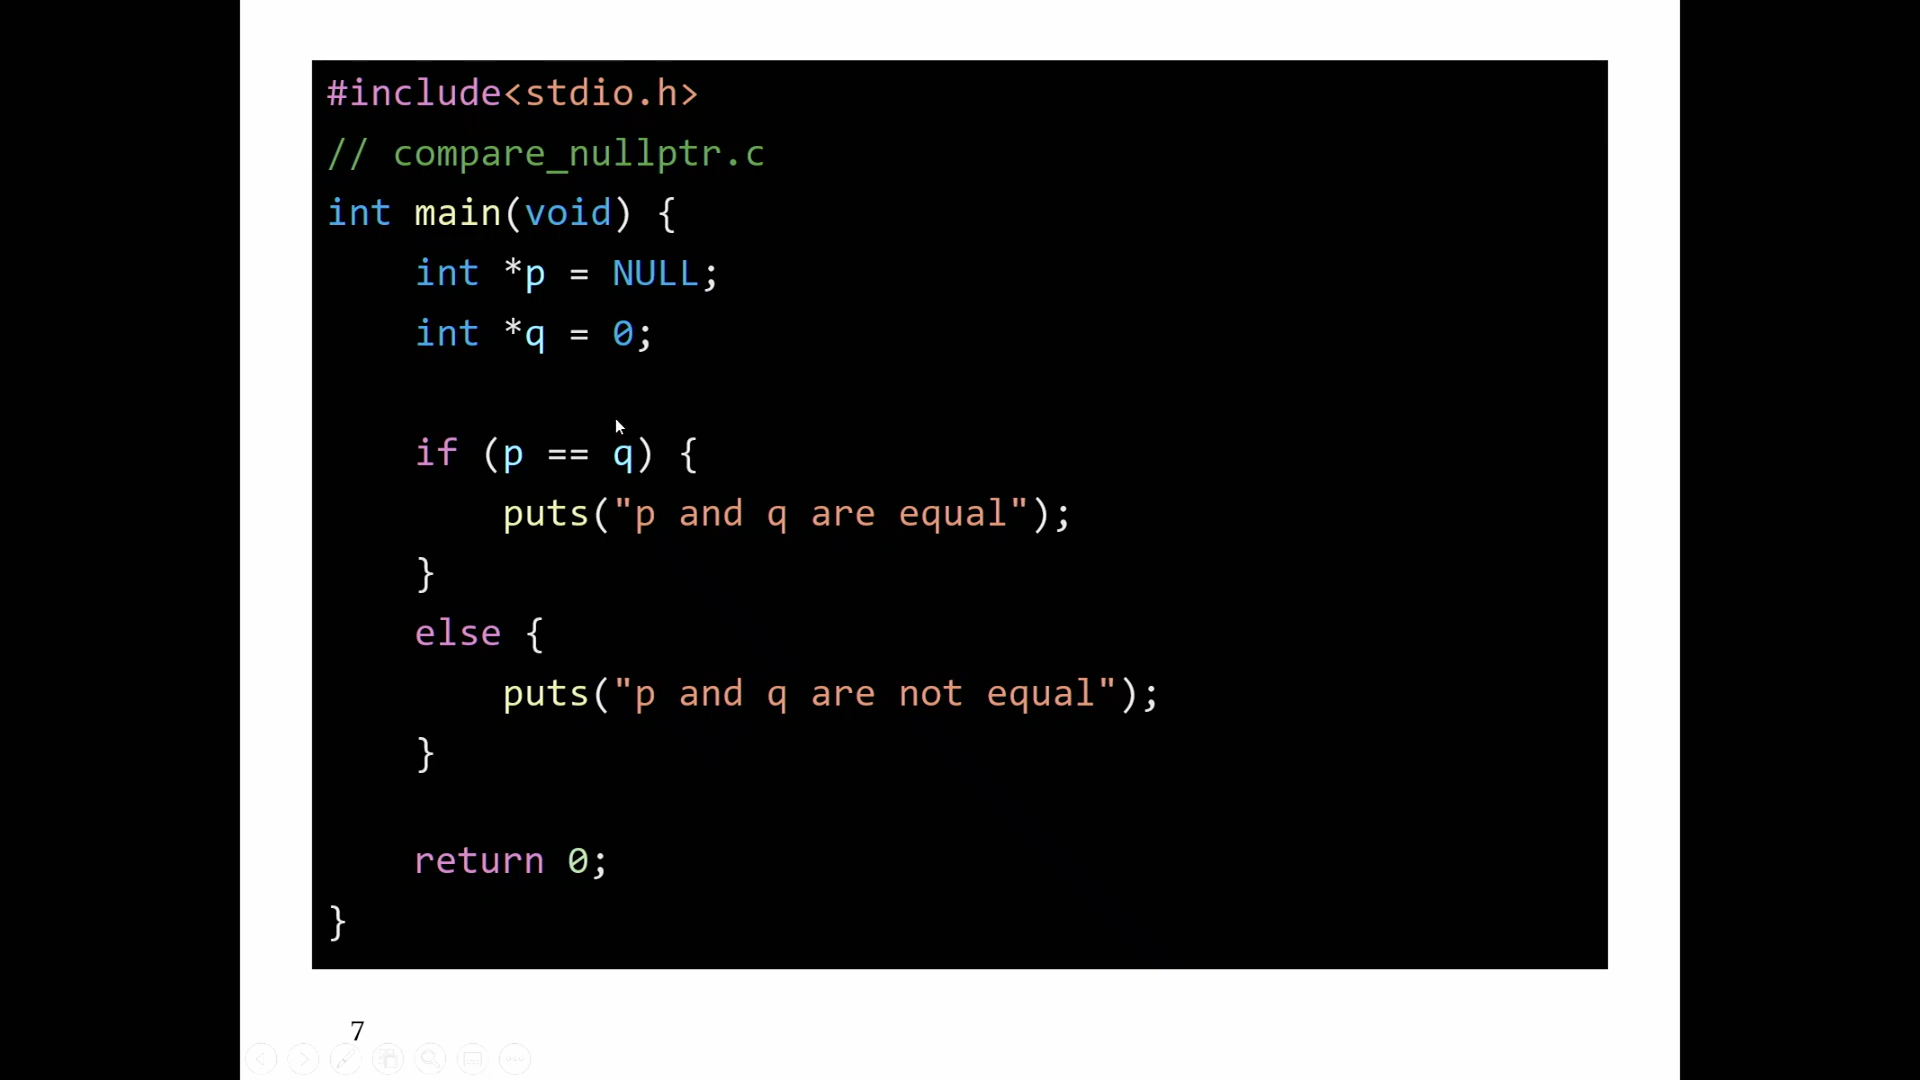 #include<stdio.h>
// compare_nullptr.c
int main(void) {
    int *p = NULL;
    int *q = 0;

    if (p == q) {
        puts("p and q are equal");
    }
    else {
        puts("p and q are not equal");
    }

    return 0;
}
7